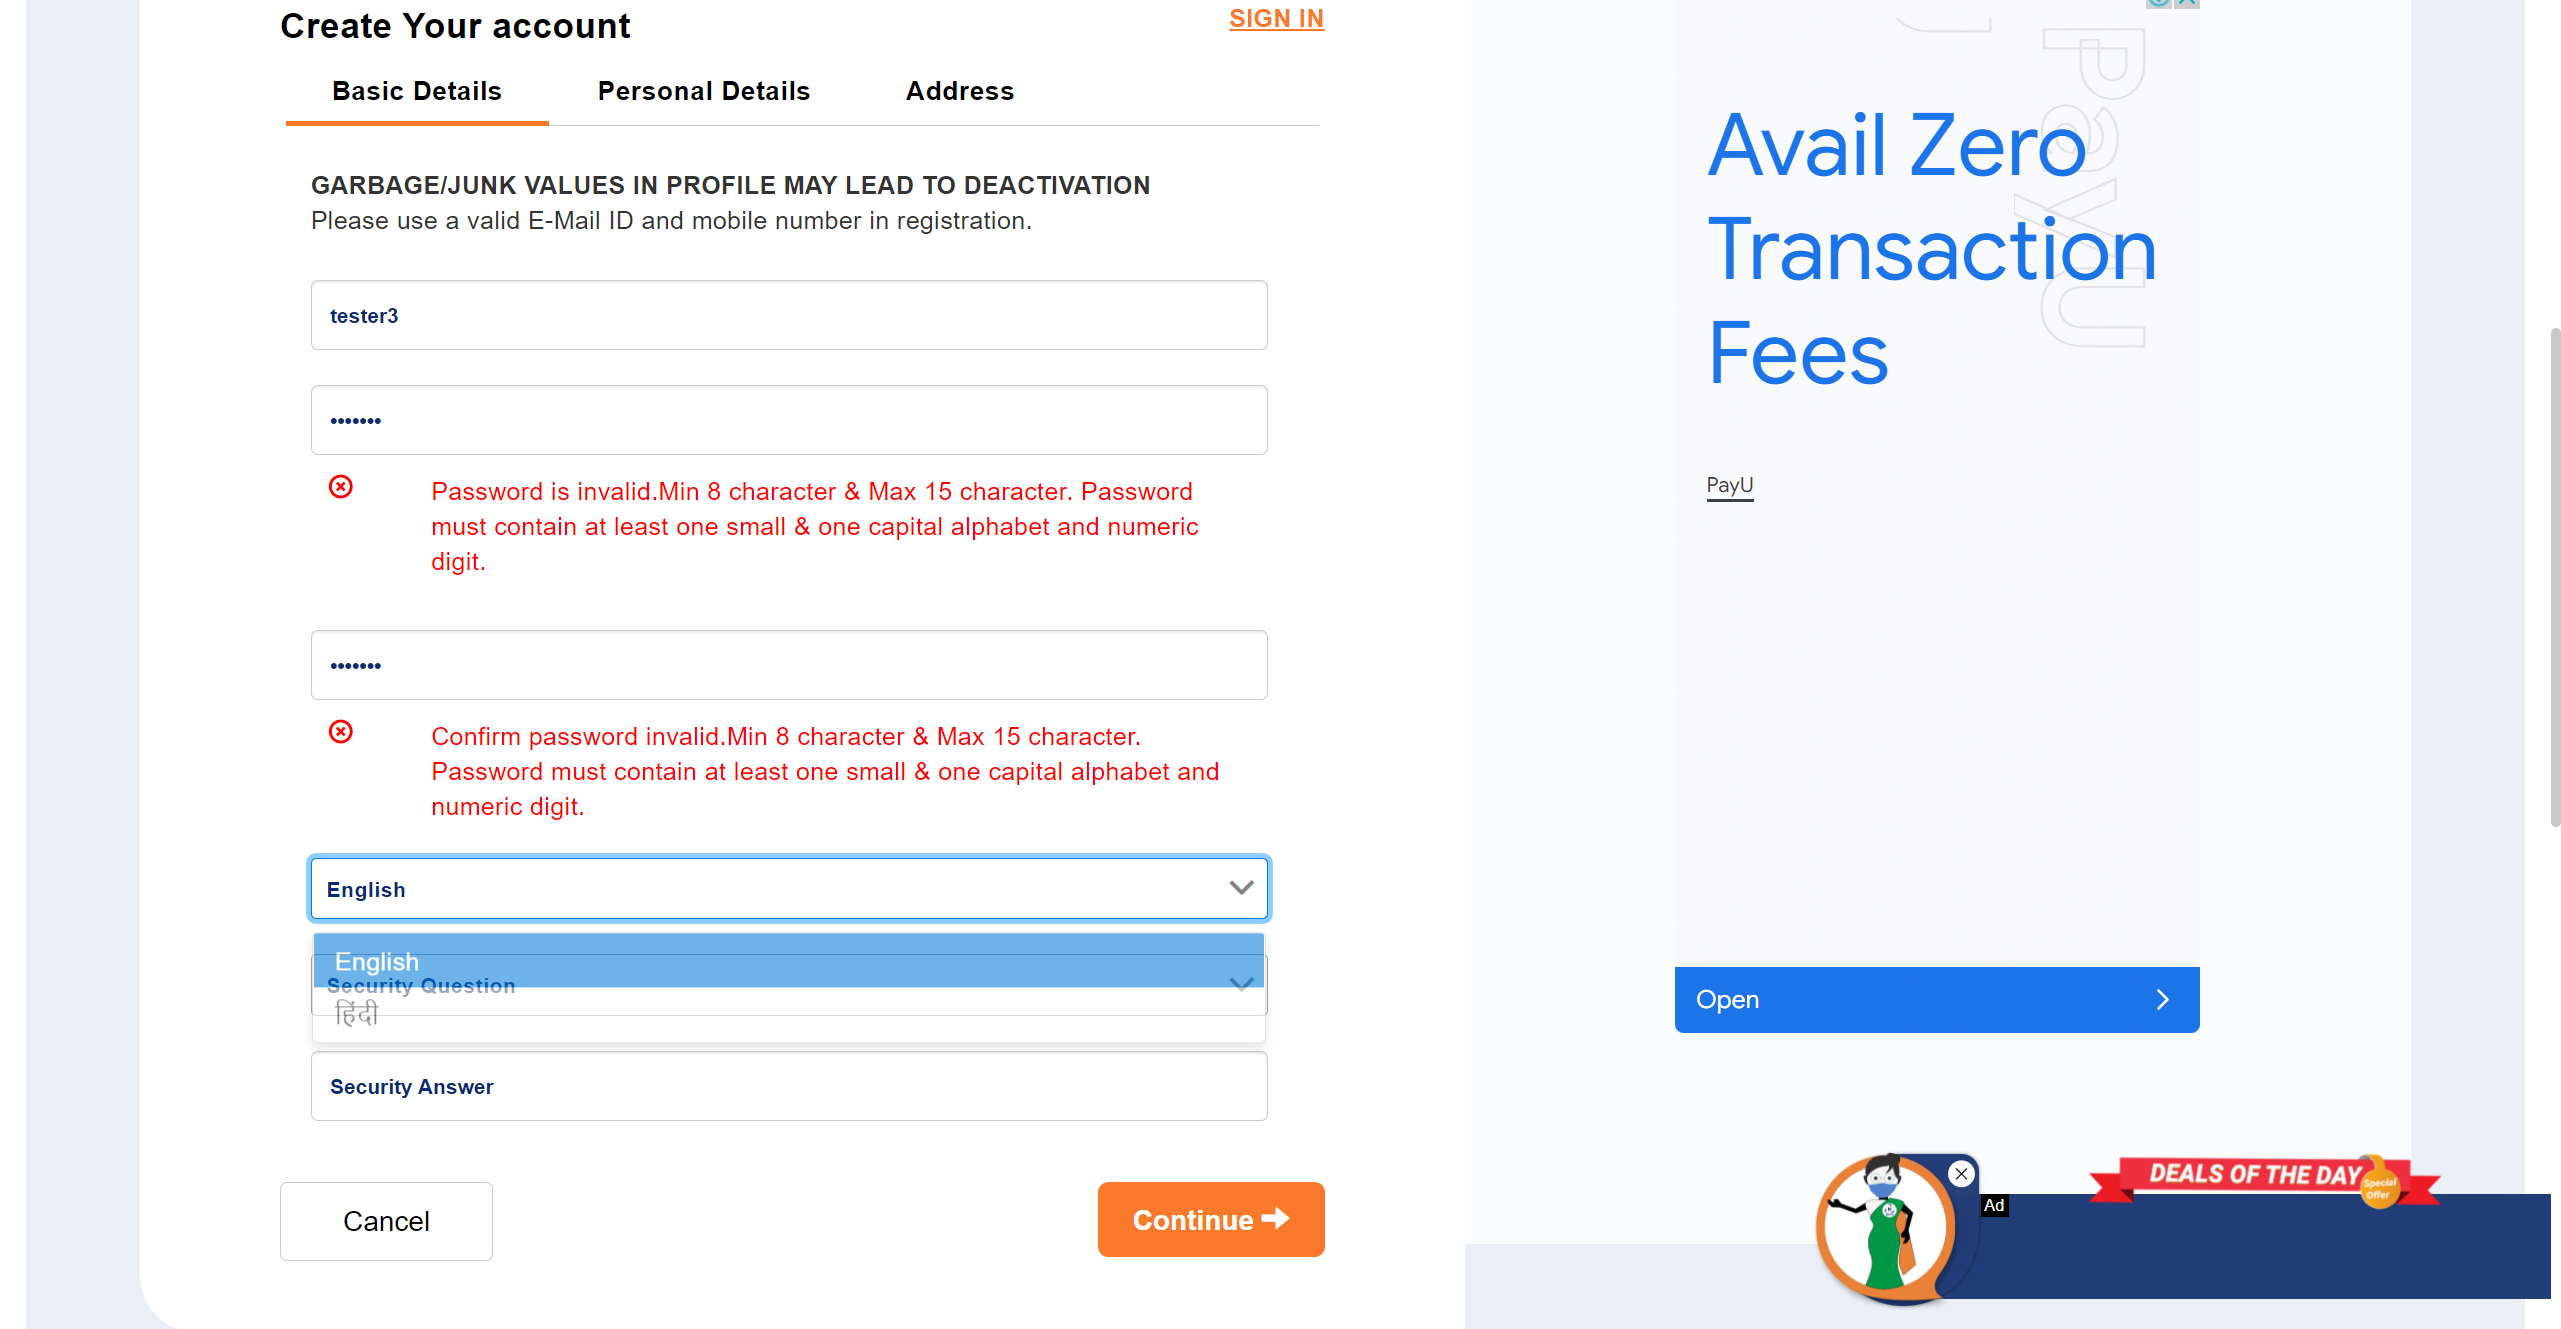 Create Your account
SIGN IN
Basic Details
Personal Details
Address
GARBAGE/JUNK VALUES IN PROFILE MAY LEAD TO DEACTIVATION
Please use a valid E-Mail ID and mobile number in registration.
tester3
•••••••
Password is invalid.Min 8 character & Max 15 character. Password
must contain at least one small & one capital alphabet and numeric
digit.
•••••••
Confirm password invalid.Min 8 character & Max 15 character.
Password must contain at least one small & one capital alphabet and
numeric digit.
English
English
Security Question
हिंदी
Security Answer
Cancel
Continue
PayU
Avail Zero
Transaction
Fees
PayU
Open
Ad
DEALS OF THE DAY
Special
Offer